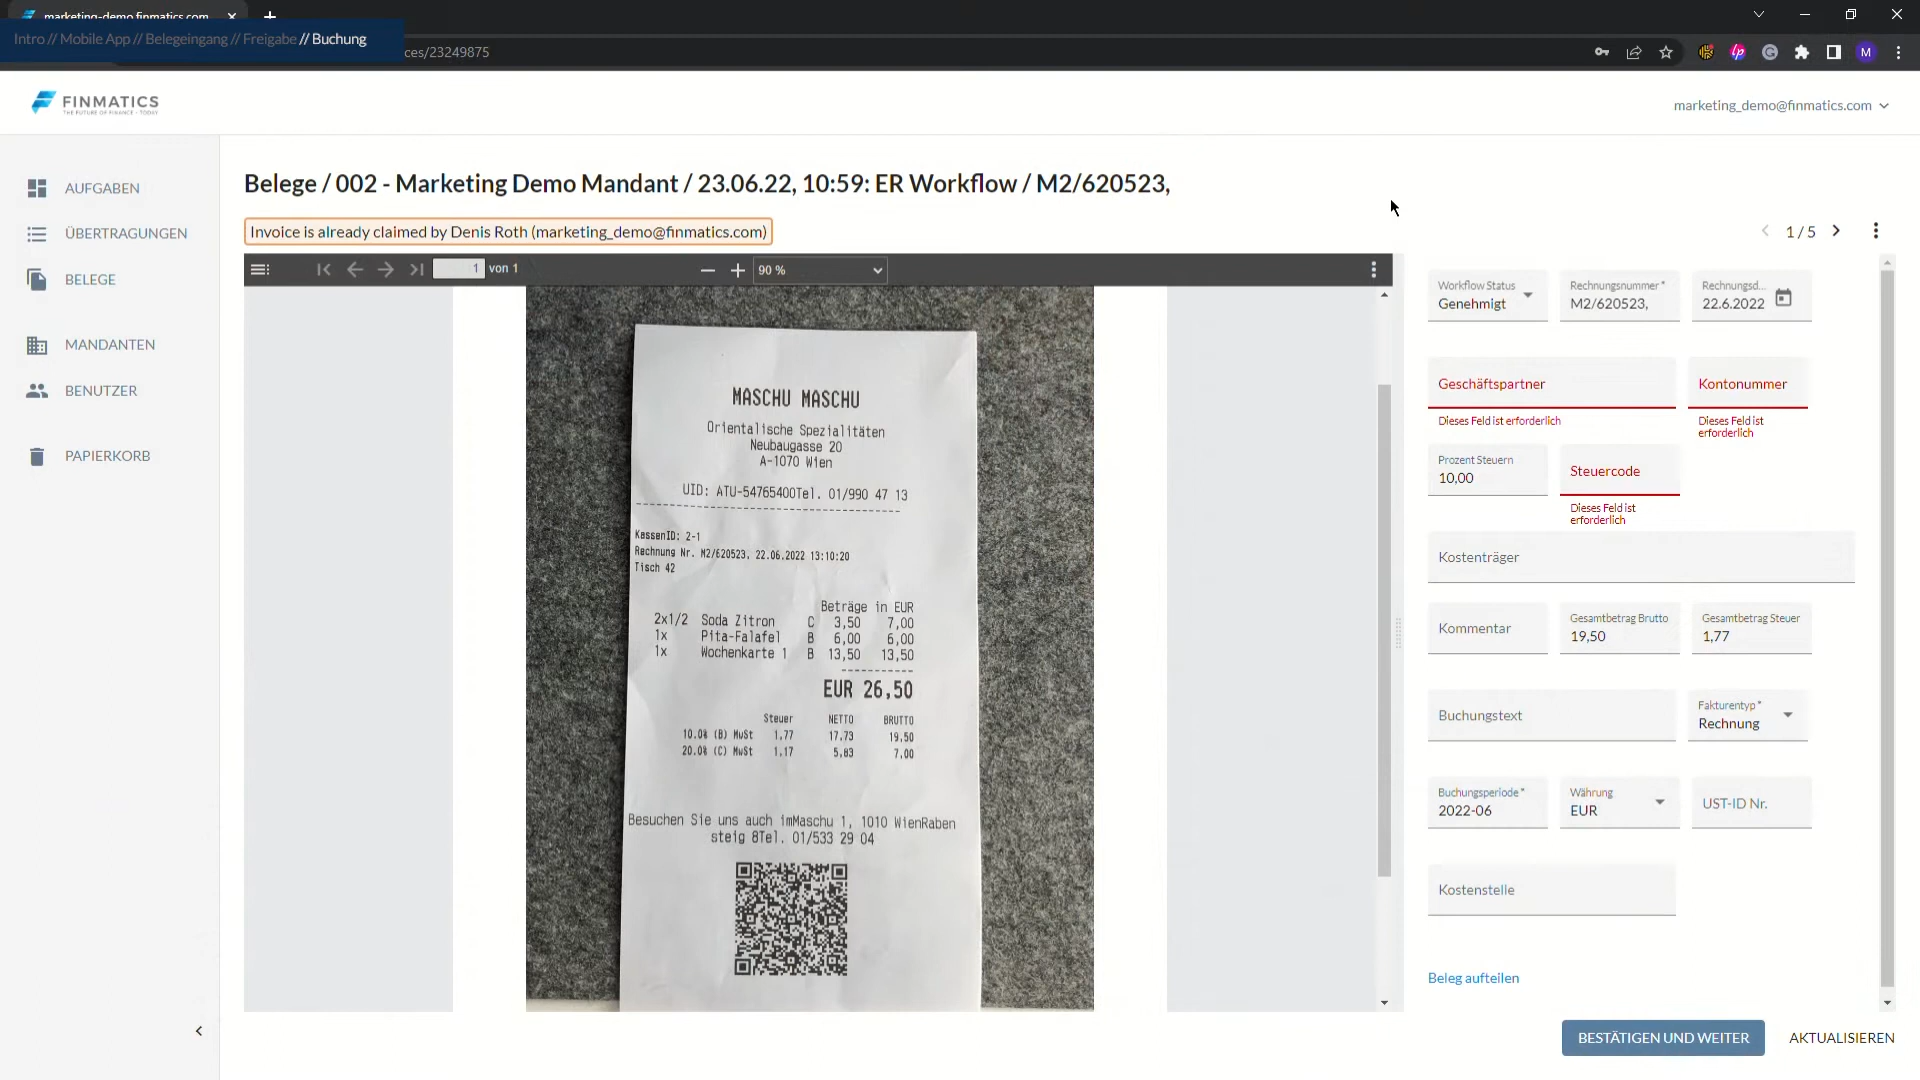 marketing-demo.finmatics.com
Intro // Mobile App // Belegeingang // Freigabe // Buchung
ces/23249875
M
FINMATICS
THE FUTURE OF FINANCE - TODAY
marketing_demo@finmatics.com
AUFGABEN
ÜBERTRAGUNGEN
BELEGE
MANDANTEN
BENUTZER
PAPIERKORB
Belege / 002 - Marketing Demo Mandant / 23.06.22, 10:59: ER Workflow / M2/620523,
Invoice is already claimed by Denis Roth (marketing_demo@finmatics.com)
1 / 5
1 von 1
90 %
MASCHU MASCHU
Orientalische Spezialitäten
Neubaugasse 20
A-1070 Wien
UID: ATU-54765400Tel. 01/990 47 13
KassenID: 2-1
Rechnung Nr. M2/620523, 22.06.2022 13:10:20
Tisch 42
Beträge in EUR
2x1/2 Soda Zitron C 3,50 7,00
1x Pita-Falafel B 6,00 6,00
1x Wochenkarte 1 B 13,50 13,50
EUR 26,50
Steuer NETTO BRUTTO
10.0% (B) MwSt 1,77 17,73 19,50
20.0% (C) MwSt 1,17 5,83 7,00
Besuchen Sie uns auch imMaschu 1, 1010 WienRaben
steig 8Tel. 01/533 29 04
Workflow Status
Genehmigt
Rechnungsnummer *
M2/620523,
Rechnungsd...
22.6.2022
Geschäftspartner
Dieses Feld ist erforderlich
Kontonummer
Dieses Feld ist
erforderlich
Prozent Steuern
10,00
Steuercode
Dieses Feld ist
erforderlich
Kostenträger
Kommentar
Gesamtbetrag Brutto
19,50
Gesamtbetrag Steuer
1,77
Buchungstext
Fakturentyp *
Rechnung
Buchungsperiode *
2022-06
Währung
EUR
UST-ID Nr.
Kostenstelle
Beleg aufteilen
BESTÄTIGEN UND WEITER
AKTUALISIEREN